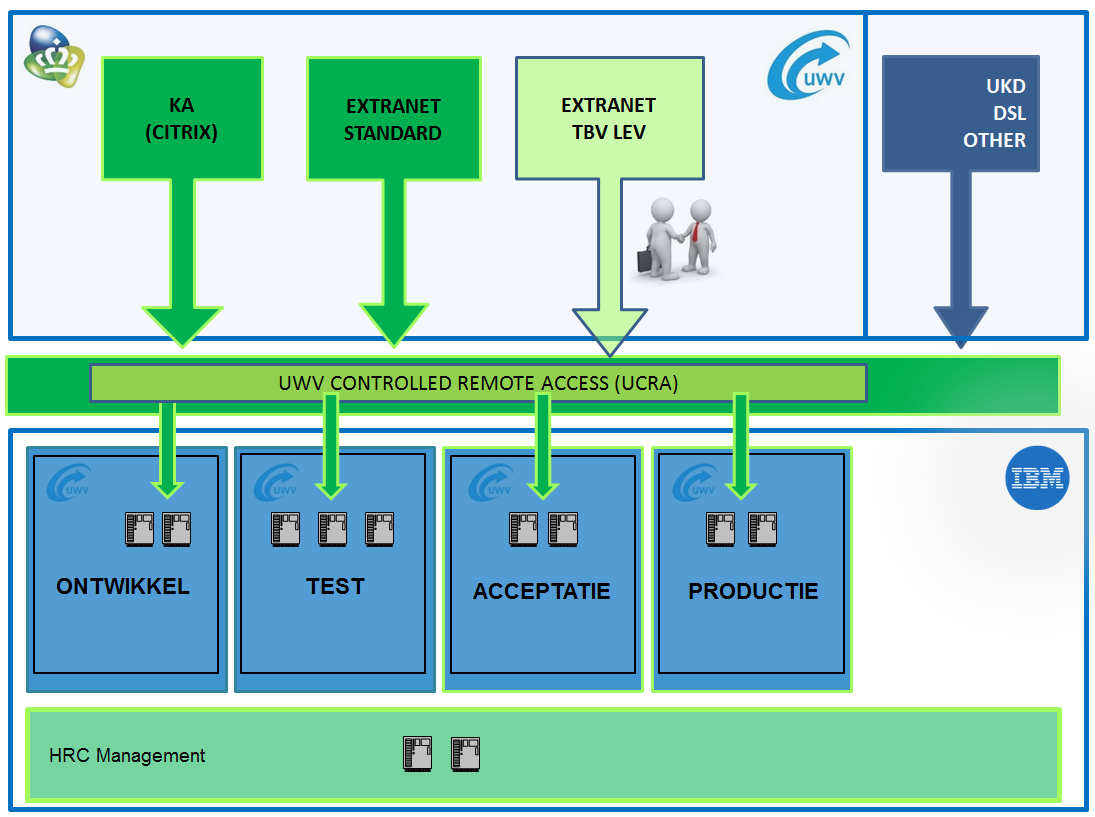 KA
(CITRIX)
EXTRANET
STANDARD
EXTRANET
TBV LEV
uwv
UKD
DSL
OTHER
UWV CONTROLLED REMOTE ACCESS (UCRA)
uwv
uwv
uwv
uwv
IBM
ONTWIKKEL
TEST
ACCEPTATIE
PRODUCTIE
HRC Management